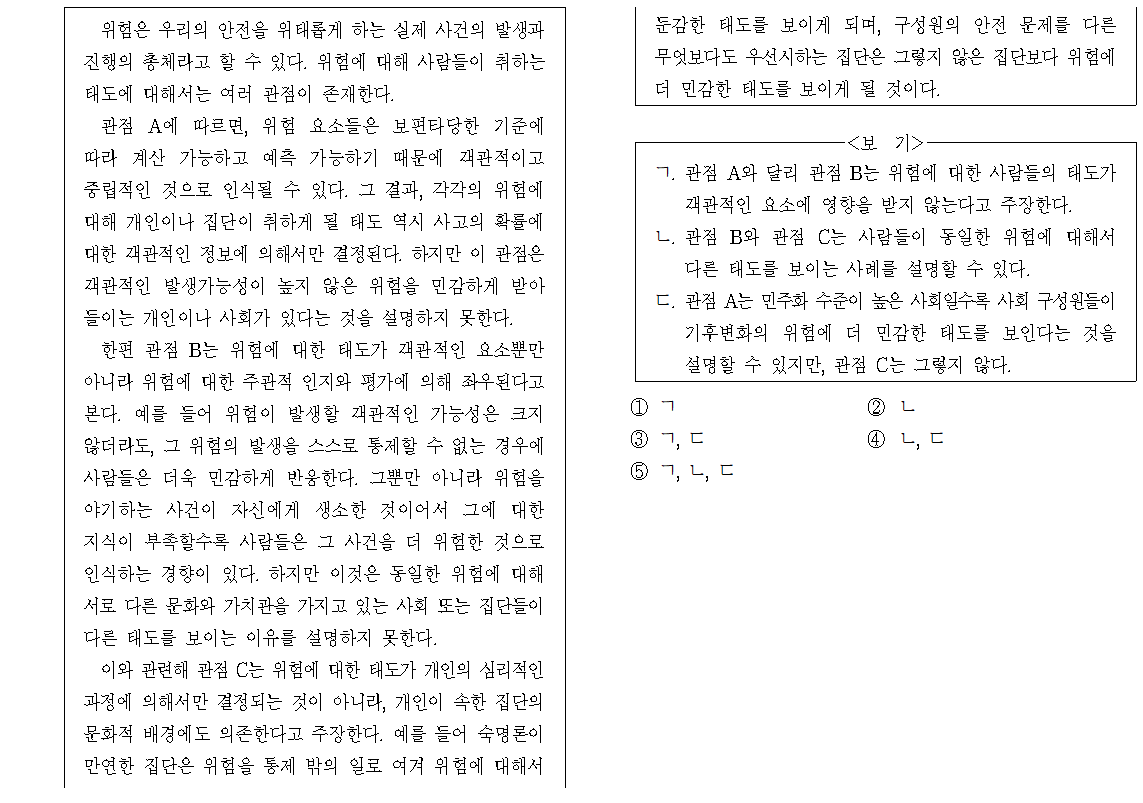 위험은 우리의 안전을 위태롭게 하는 실제 사건의 발생과
진행의 총체라고 할 수 있다. 위험에 대해 사람들이 취하는
태도에 대해서는 여러 관점이 존재한다.
관점 A에 따르면, 위험 요소들은 보편타당한 기준에
따라 계산 가능하고 예측 가능하기 때문에 객관적이고
중립적인 것으로 인식될 수 있다. 그 결과, 각각의 위험에
대해 개인이나 집단이 취하게 될 태도 역시 사고의 확률에
대한 객관적인 정보에 의해서만 결정된다. 하지만 이 관점은
객관적인 발생가능성이 높지 않은 위험을 민감하게 받아
들이는 개인이나 사회가 있다는 것을 설명하지 못한다.
한편 관점 B는 위험에 대한 태도가 객관적인 요소뿐만
아니라 위험에 대한 주관적 인지와 평가에 의해 좌우된다고
본다. 예를 들어 위험이 발생할 객관적인 가능성은 크지
않더라도, 그 위험의 발생을 스스로 통제할 수 없는 경우에
사람들은 더욱 민감하게 반응한다. 그뿐만 아니라 위험을
야기하는 사건이 자신에게 생소한 것이어서 그에 대한
지식이 부족할수록 사람들은 그 사건을 더 위험한 것으로
인식하는 경향이 있다. 하지만 이것은 동일한 위험에 대해
서로 다른 문화와 가치관을 가지고 있는 사회 또는 집단들이
다른 태도를 보이는 이유를 설명하지 못한다.
이와 관련해 관점 C는 위험에 대한 태도가 개인의 심리적인
과정에 의해서만 결정되는 것이 아니라, 개인이 속한 집단의
문화적 배경에도 의존한다고 주장한다. 예를 들어 숙명론이
만연한 집단은 위험을 통제 밖의 일로 여겨 위험에 대해서
둔감한 태도를 보이게 되며, 구성원의 안전 문제를 다른
무엇보다도 우선시하는 집단은 그렇지 않은 집단보다 위험에
더 민감한 태도를 보이게 될 것이다.
<보 기>
ㄱ. 관점 A와 달리 관점 B는 위험에 대한 사람들의 태도가
객관적인 요소에 영향을 받지 않는다고 주장한다.
ㄴ. 관점 B와 관점 C는 사람들이 동일한 위험에 대해서
다른 태도를 보이는 사례를 설명할 수 있다.
ㄷ. 관점 A는 민주화 수준이 높은 사회일수록 사회 구성원들이
기후변화의 위험에 더 민감한 태도를 보인다는 것을
설명할 수 있지만, 관점 C는 그렇지 않다.
① ㄱ
② ㄴ
③ ㄱ, ㄷ
④ ㄴ, ㄷ
⑤ ㄱ, ㄴ, ㄷ